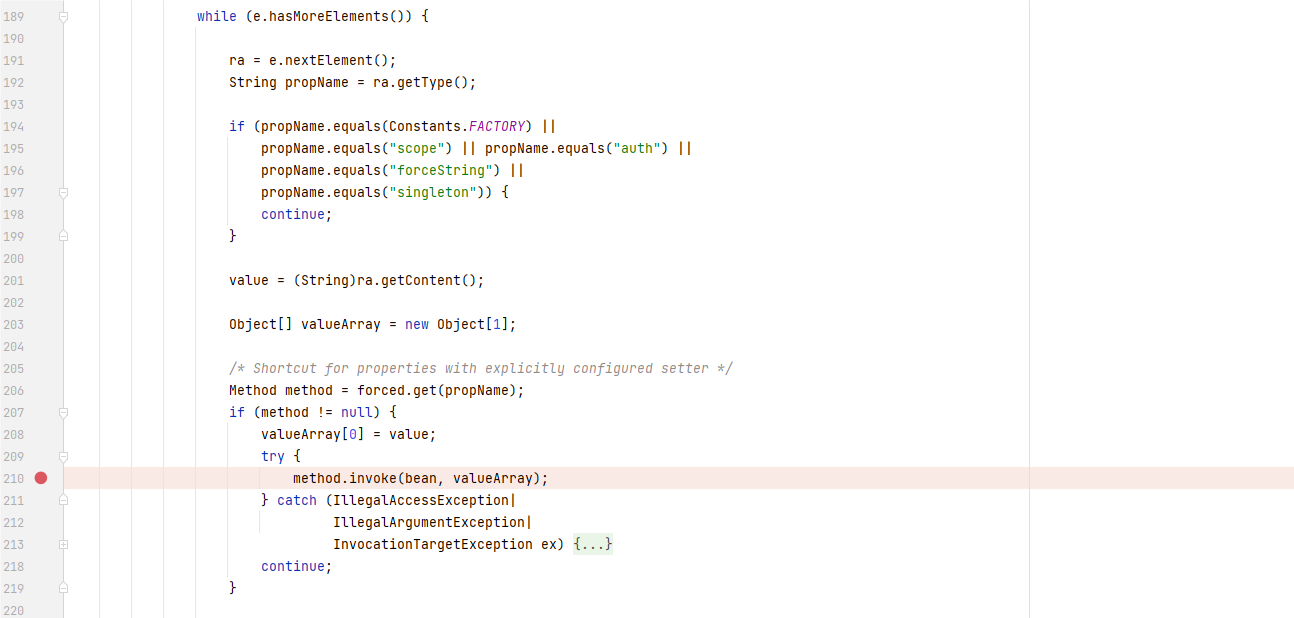 189 while (e.hasMoreElements()) {
190
191 ra = e.nextElement();
192 String propName = ra.getType();
193
194 if (propName.equals(Constants.FACTORY) ||
195 propName.equals("scope") || propName.equals("auth") ||
196 propName.equals("forceString") ||
197 propName.equals("singleton")) {
198 continue;
199 }
200
201 value = (String)ra.getContent();
202
203 Object[] valueArray = new Object[1];
204
205 /* Shortcut for properties with explicitly configured setter */
206 Method method = forced.get(propName);
207 if (method != null) {
208 valueArray[0] = value;
209 try {
210 method.invoke(bean, valueArray);
211 } catch (IllegalAccessException|
212 IllegalArgumentException|
213 InvocationTargetException ex) {...}
218 continue;
219 }
220